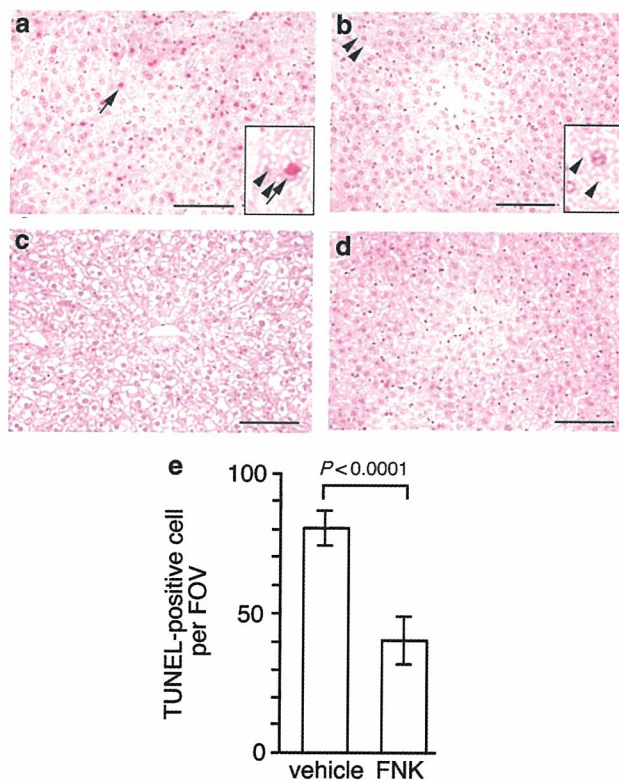 a
b
c
d
e
P<0.0001
100
50
0
TUNEL-positive cell
per FOV
vehicle FNK